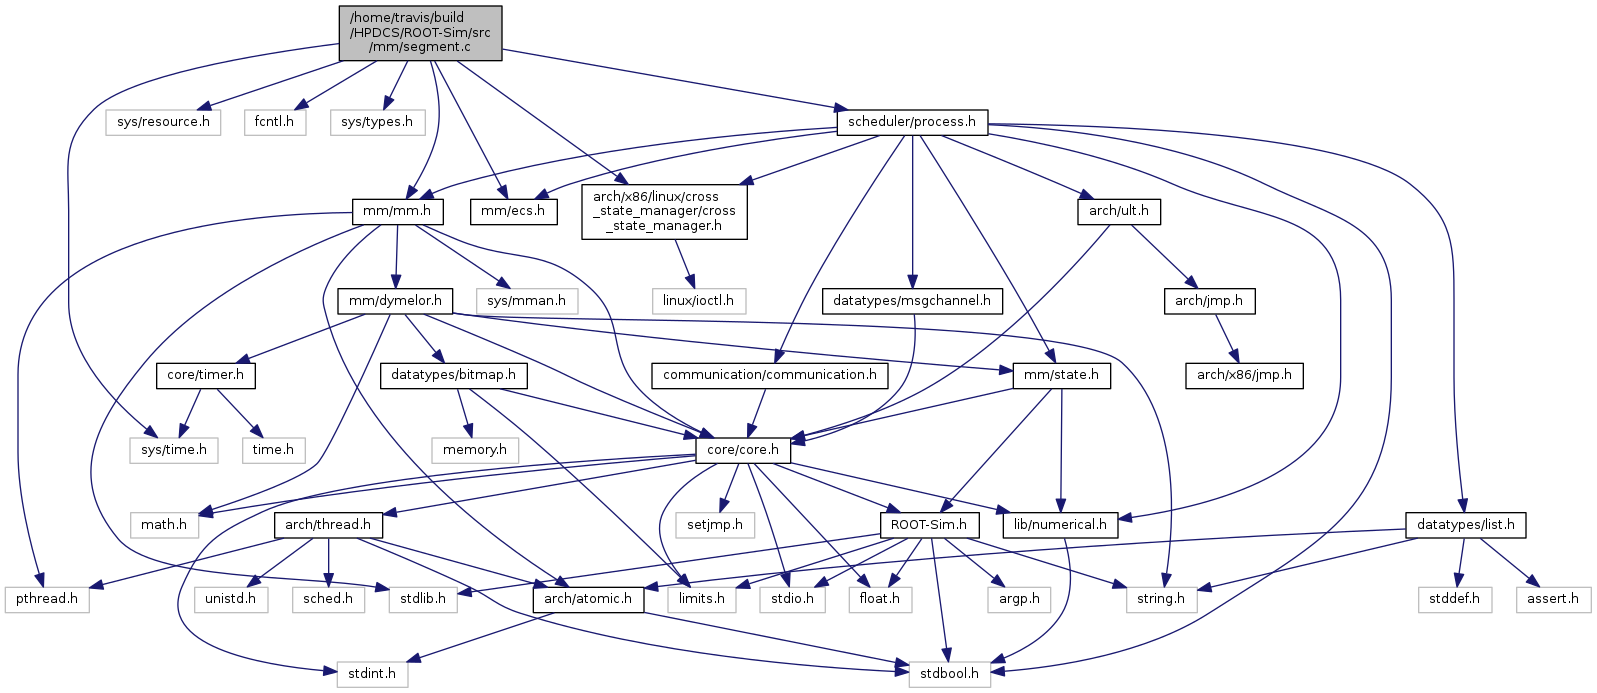 /home/travis/build
/HPDCS/ROOT-Sim/src
/mm/segment.c
sys/resource.h
fcntl.h
sys/types.h
scheduler/process.h
mm/mm.h
mm/ecs.h
arch/x86/linux/cross
_state_manager/cross
_state_manager.h
arch/ult.h
mm/dymelor.h
sys/mman.h
linux/ioctl.h
datatypes/msgchannel.h
arch/jmp.h
core/timer.h
datatypes/bitmap.h
communication/communication.h
mm/state.h
arch/x86/jmp.h
sys/time.h
time.h
memory.h
core/core.h
math.h
arch/thread.h
setjmp.h
ROOT-Sim.h
lib/numerical.h
datatypes/list.h
pthread.h
unistd.h
sched.h
stdlib.h
arch/atomic.h
limits.h
stdio.h
float.h
argp.h
string.h
stddef.h
assert.h
stdint.h
stdbool.h